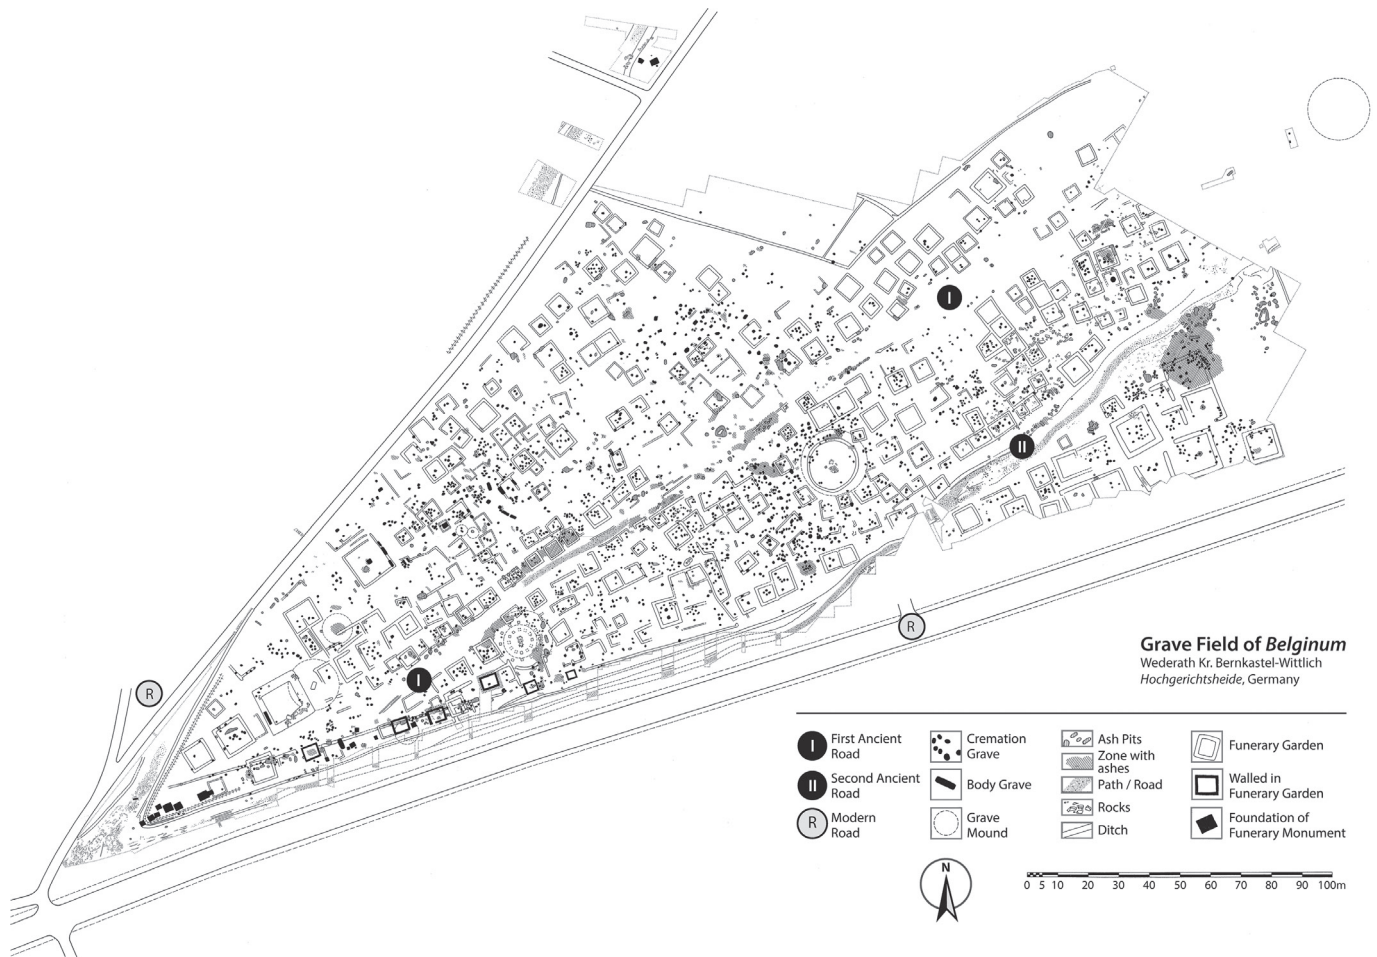 I
II
I
R
R
Grave Field of Belginum
Wederath Kr. Bernkastel-Wittlich
Hochgerichtsheide, Germany
I First Ancient
Road
II Second Ancient
Road
R Modern
Road
Cremation
Grave
Body Grave
Grave
Mound
Ash Pits
Zone with
ashes
Path / Road
Rocks
Ditch
Funerary Garden
Walled in
Funerary Garden
Foundation of
Funerary Monument
N
0 5 10 20 30 40 50 60 70 80 90 100m